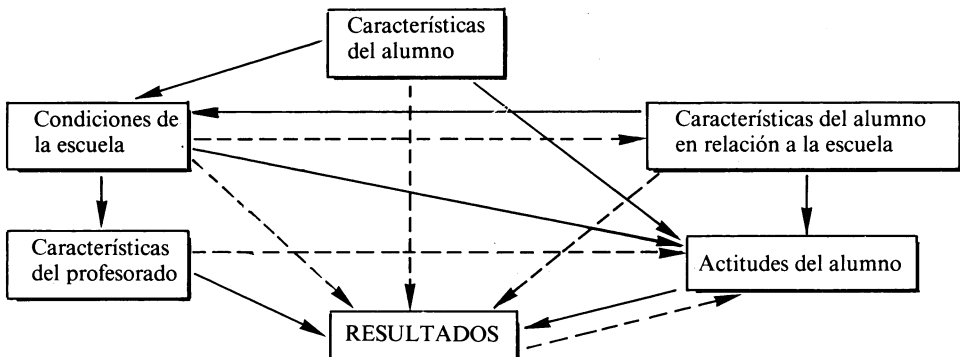 Características
del alumno
Condiciones de
la escuela
Características del alumno
en relación a la escuela
Característícas
del profesorado
Actitudes del alumno
RESULTADOS